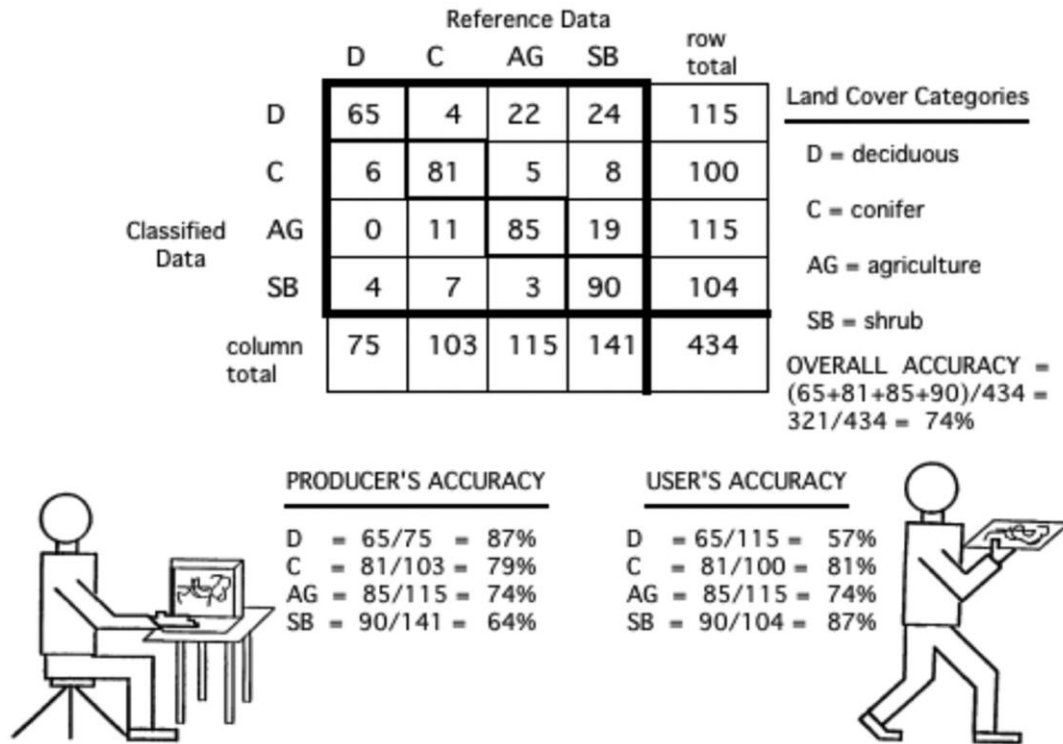 Reference Data
D C AG SB row total
D 65 4 22 24 115
C 6 81 5 8 100
Classified Data
AG 0 11 85 19 115
SB 4 7 3 90 104
column total 75 103 115 141 434
Land Cover Categories
D = deciduous
C = conifer
AG = agriculture
SB = shrub
OVERALL ACCURACY =
(65+81+85+90)/434 =
321/434 = 74%
PRODUCER'S ACCURACY
D = 65/75 = 87%
C = 81/103 = 79%
AG = 85/115 = 74%
SB = 90/141 = 64%
USER'S ACCURACY
D = 65/115 = 57%
C = 81/100 = 81%
AG = 85/115 = 74%
SB = 90/104 = 87%